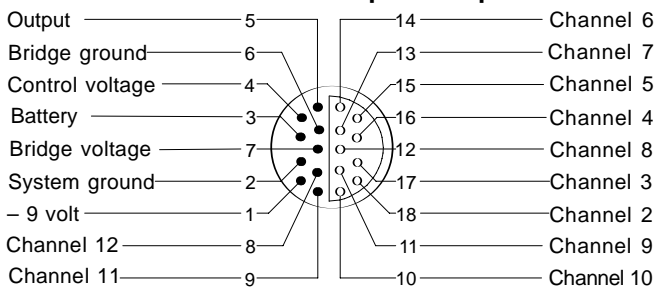 Output 5 14 Channel 6
Bridge ground 6 13 Channel 7
Control voltage 4 15 Channel 5
Battery 3 16 Channel 4
Bridge voltage 7 12 Channel 8
System ground 2 17 Channel 3
– 9 volt 1 18 Channel 2
Channel 12 8 11 Channel 9
Channel 11 9 10 Channel 10